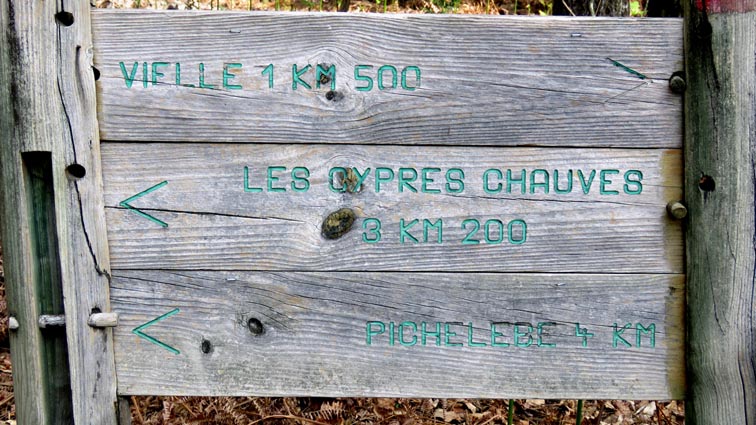 VIELLE 1 KM 500
LES CYPRES CHAUVES
3 KM 200
PICHELEBE 4 KM